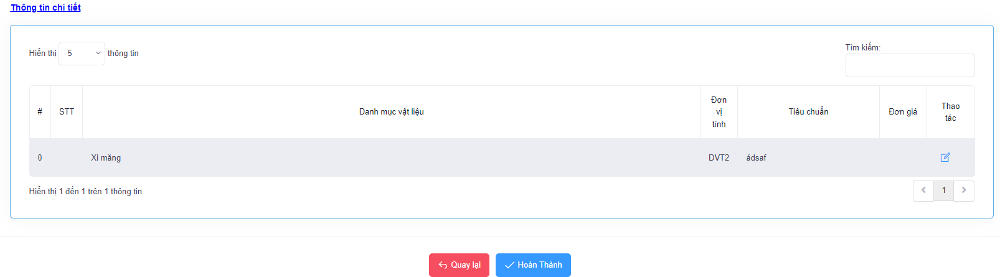 Thông tin chi tiết
Hiển thị 5 thông tin
Tìm kiếm:
# STT Danh mục vật liệu Đơn vị tính Tiêu chuẩn Đơn giá Thao tác
0 Xi măng DVT2 ádsaf
Hiển thị 1 đến 1 trên 1 thông tin
1
Quay lại Hoàn Thành